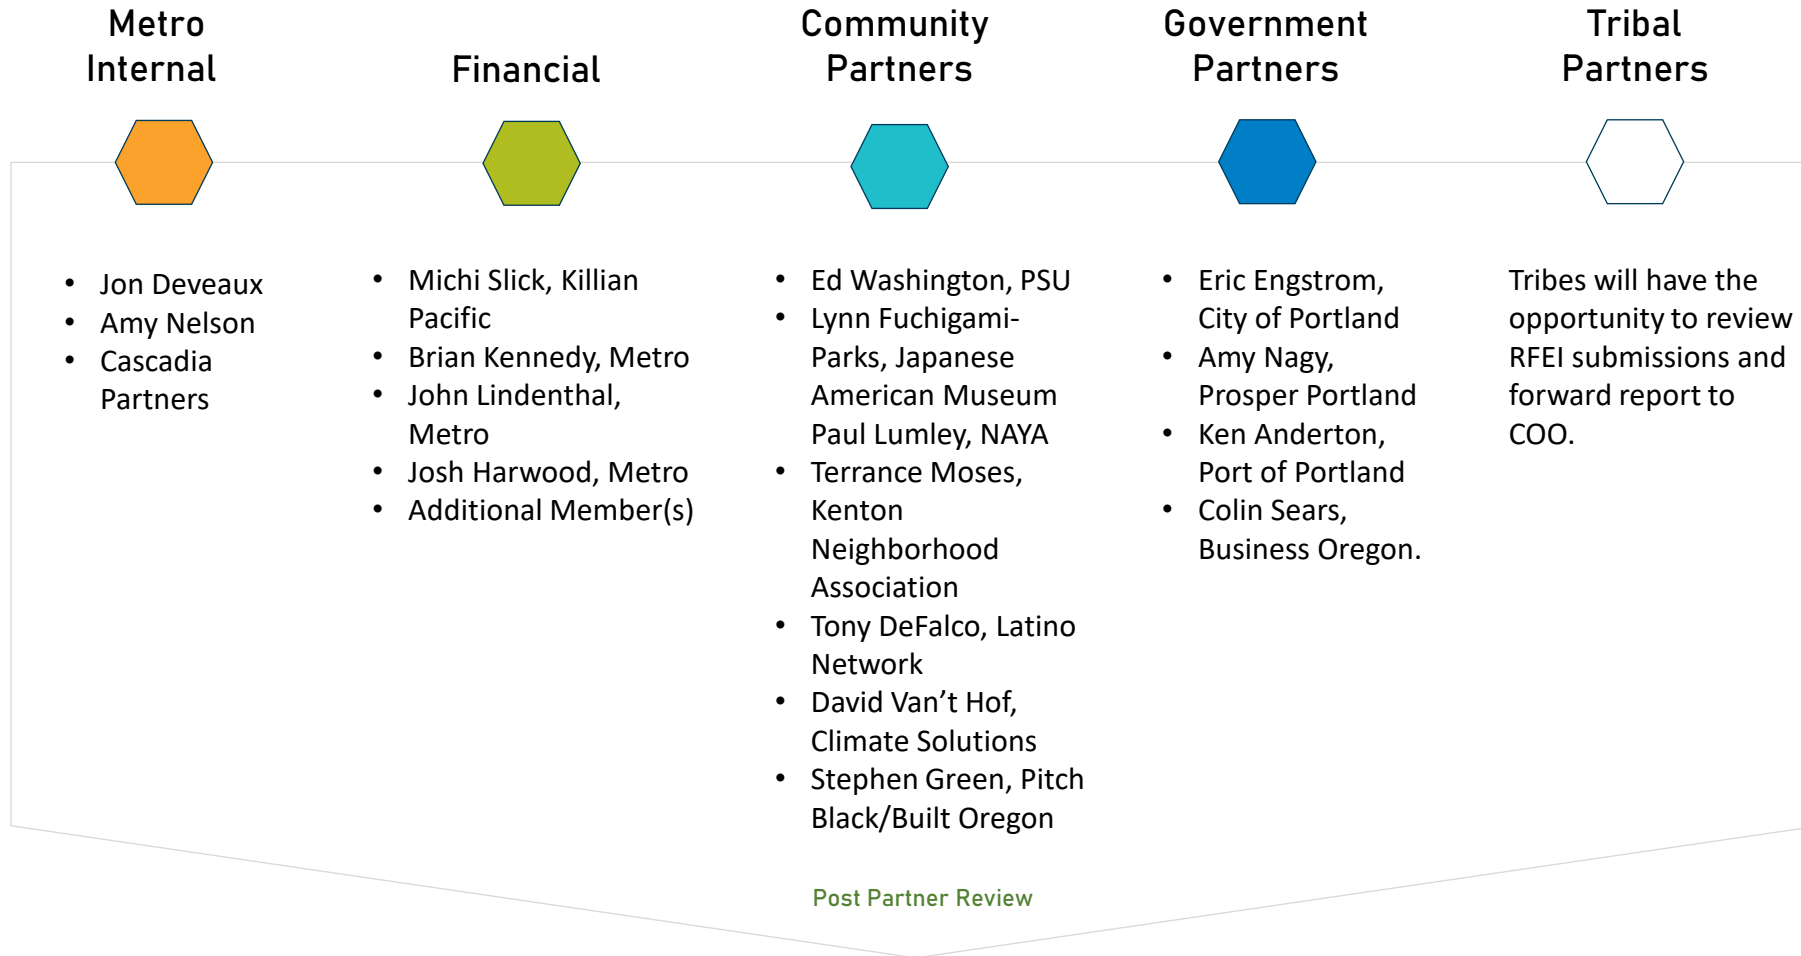 Metro
Internal
Financial
Community
Partners
Government
Partners
Tribal
Partners
• Jon Deveaux
• Amy Nelson
• Cascadia
Partners
• Michi Slick, Killian
Pacific
• Brian Kennedy, Metro
• John Lindenthal,
Metro
• Josh Harwood, Metro
• Additional Member(s)
• Ed Washington, PSU
• Lynn Fuchigami-
Parks, Japanese
American Museum
Paul Lumley, NAYA
• Terrance Moses,
Kenton
Neighborhood
Association
• Tony DeFalco, Latino
Network
• David Van’t Hof,
Climate Solutions
• Stephen Green, Pitch
Black/Built Oregon
• Eric Engstrom,
City of Portland
• Amy Nagy,
Prosper Portland
• Ken Anderton,
Port of Portland
• Colin Sears,
Business Oregon.
Tribes will have the
opportunity to review
RFEI submissions and
forward report to
COO.
Post Partner Review